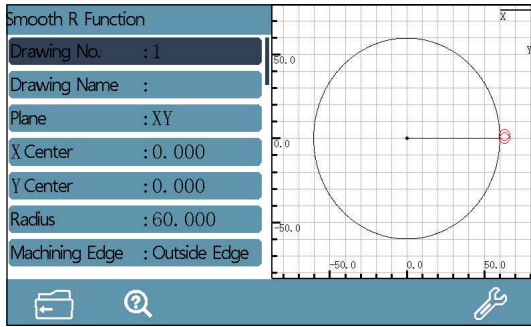 Smooth R Function
Drawing No. :1
Drawing Name :
Plane :XY
X Center :0.000
Y Center :0.000
Radius :60.000
Machining Edge :Outside Edge
X
Y
50.0
0.0
-50.0
-50.0 0.0 50.0